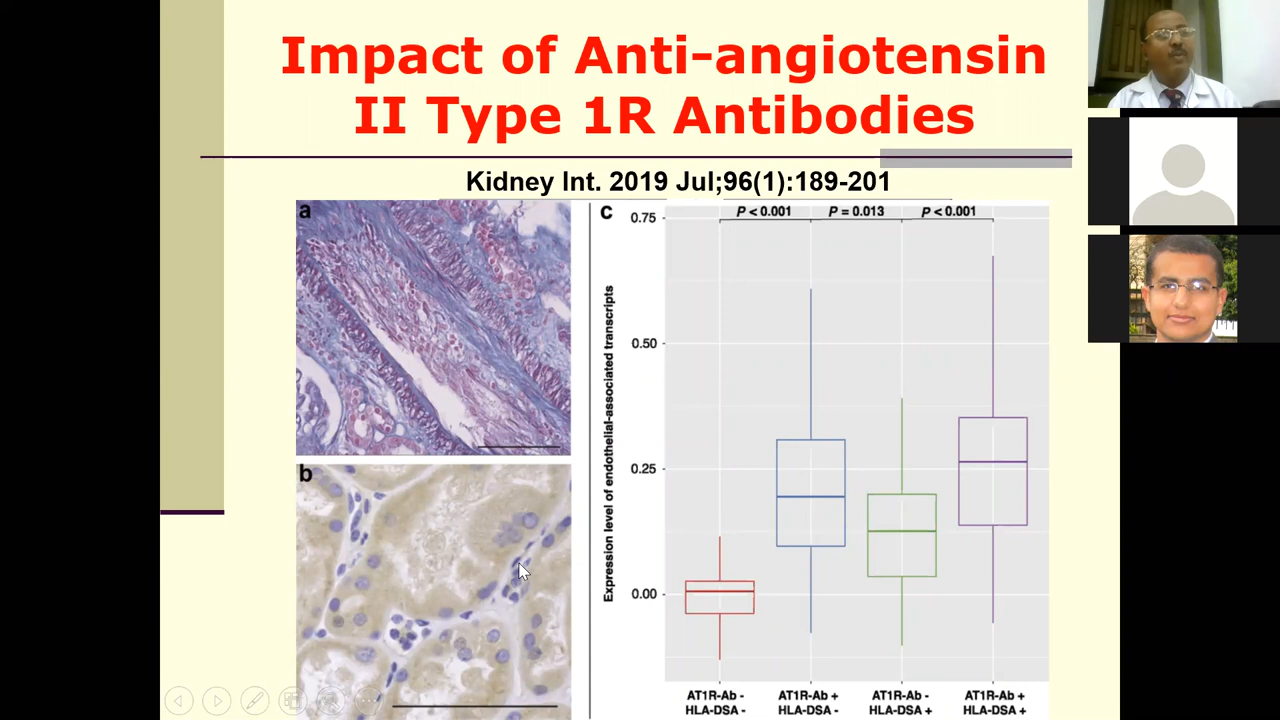 Impact of Anti-angiotensin
II Type 1R Antibodies
Kidney Int. 2019 Jul;96(1):189-201
a
b
c
P < 0.001 P = 0.013 P < 0.001
Expression level of endothelial-associated transcripts
0.75
0.50
0.25
0.00
AT1R-Ab - AT1R-Ab + AT1R-Ab - AT1R-Ab +
HLA-DSA - HLA-DSA - HLA-DSA + HLA-DSA +